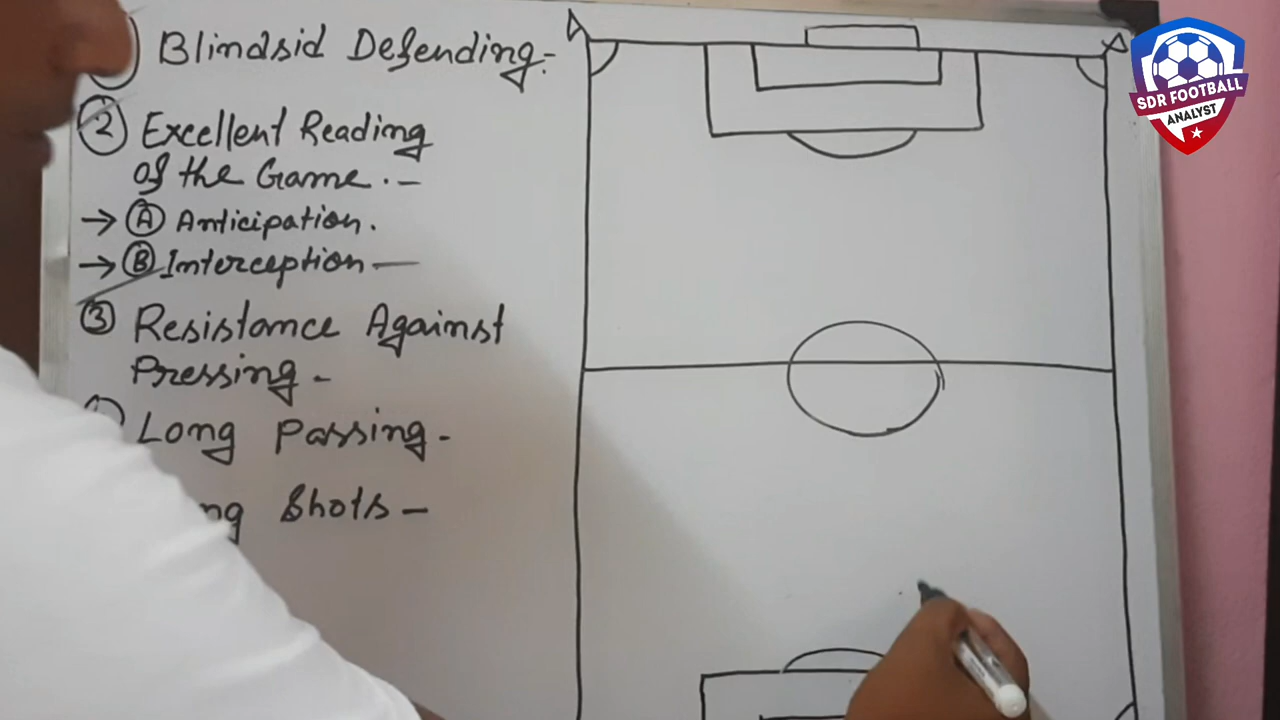 Blindsid Defending:-
② Excellent Reading
of the Game. -
→ Ⓐ Anticipation.
→ Ⓑ Interception —
③ Resistance Against
Pressing -
Long Passing -
ng Shots -
SDR FOOTBALL
ANALYST